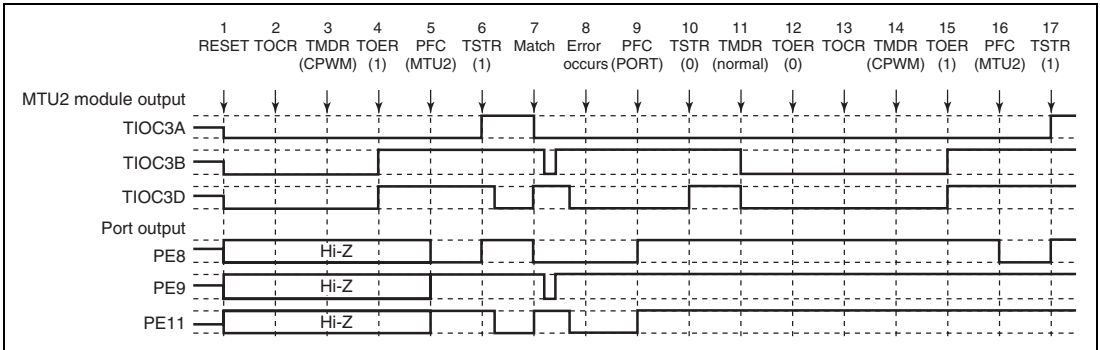 1 2 3 4 5 6 7 8 9 10 11 12 13 14 15 16 17
RESET TOCR TMDR TOER PFC TSTR Match Error PFC TSTR TMDR TOER TOCR TMDR TOER PFC TSTR
(CPWM) (1) (MTU2) (1) occurs (PORT) (0) (normal) (0) (CPWM) (1) (MTU2) (1)
MTU2 module output
TIOC3A
TIOC3B
TIOC3D
Port output
PE8 Hi-Z
PE9 Hi-Z
PE11 Hi-Z